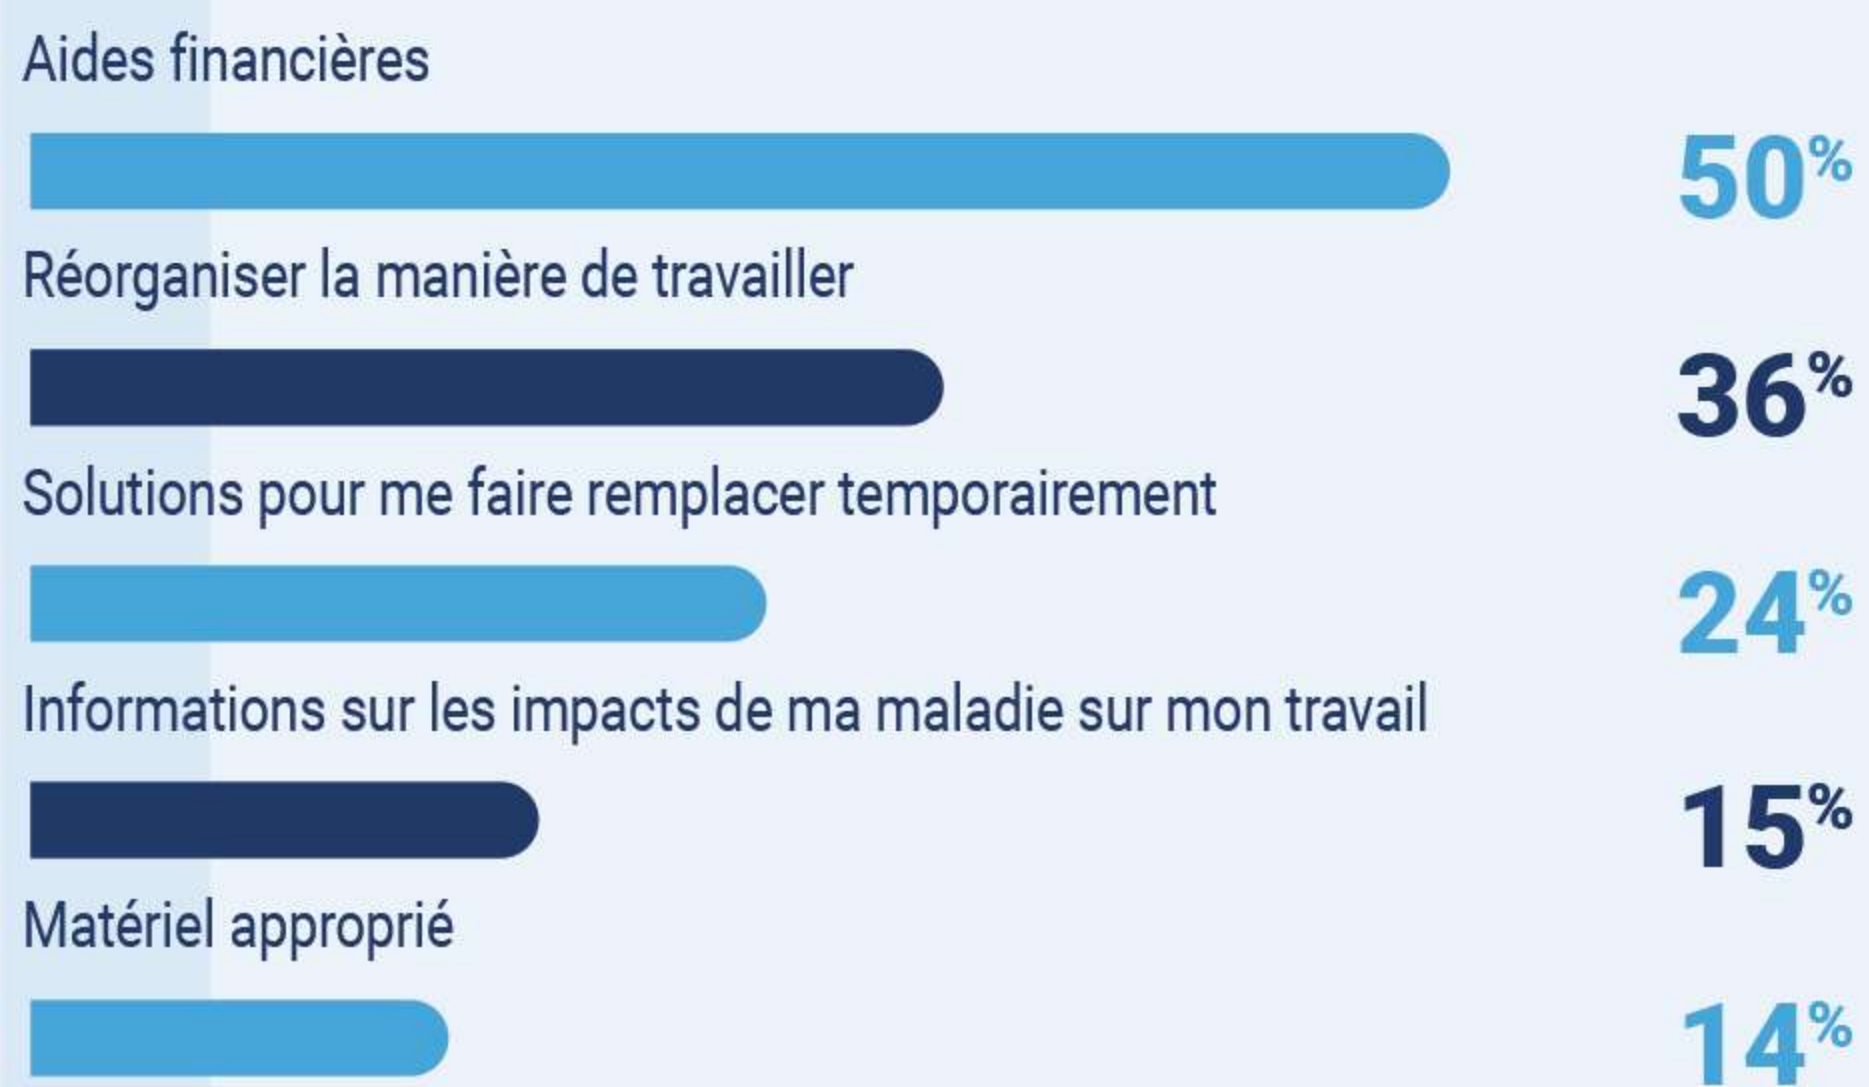 Aides financières
50%
Réorganiser la manière de travailler
36%
Solutions pour me faire remplacer temporairement
24%
Informations sur les impacts de ma maladie sur mon travail
15%
Matériel approprié
14%